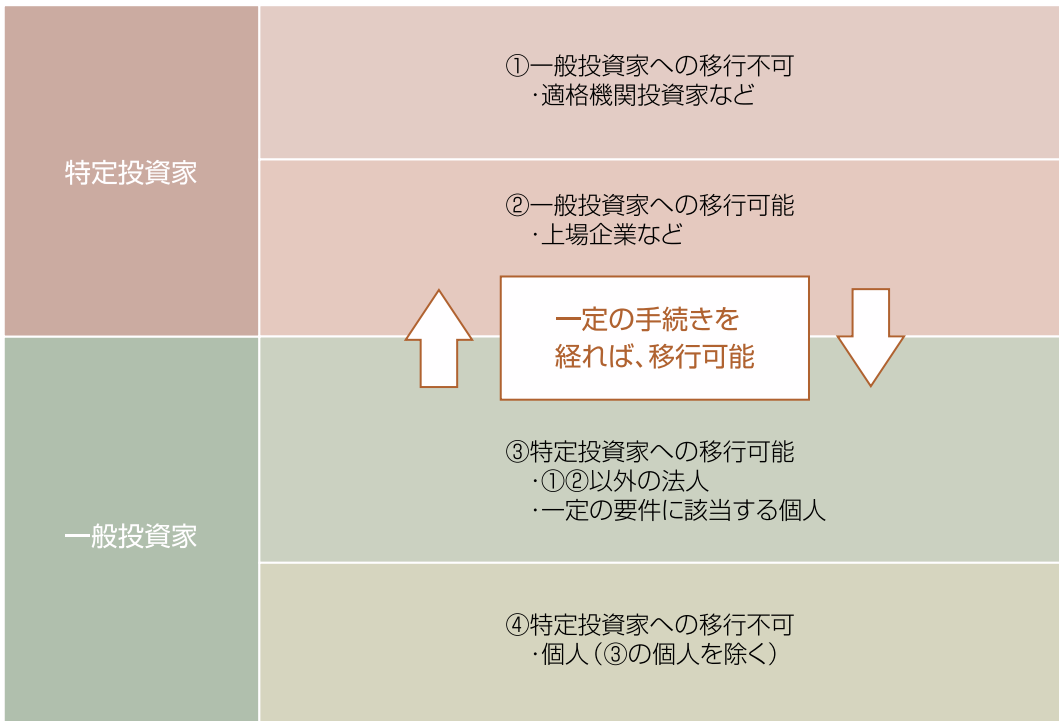 特定投資家
①一般投資家への移行不可
・適格機関投資家など
②一般投資家への移行可能
・上場企業など
一定の手続きを
経れば、移行可能
一般投資家
③特定投資家への移行可能
・①②以外の法人
・一定の要件に該当する個人
④特定投資家への移行不可
・個人（③の個人を除く）